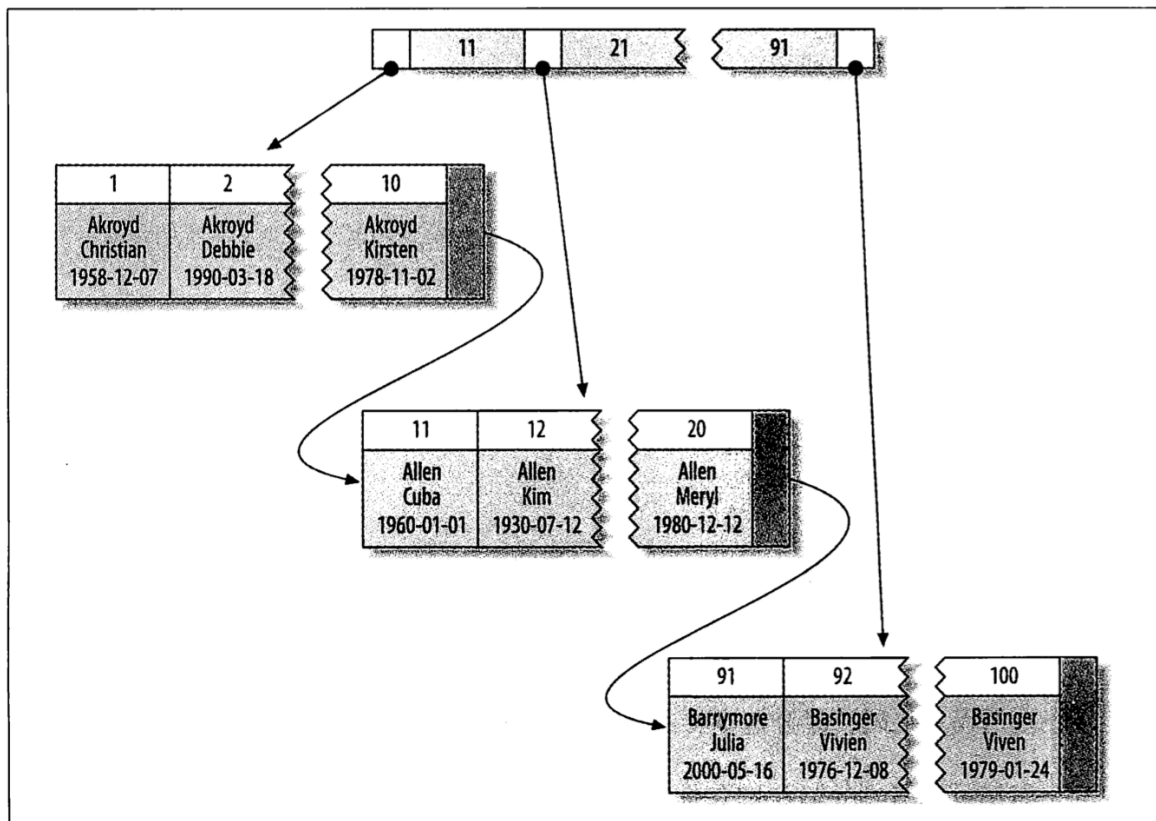 11 21 91
1 2 10
Akroyd Akroyd Akroyd
Christian Debbie Kirsten
1958-12-07 1990-03-18 1978-11-02
11 12 20
Allen Allen Allen
Cuba Kim Meryl
1960-01-01 1930-07-12 1980-12-12
91 92 100
Barrymore Basinger Basinger
Julia Vivien Viven
2000-05-16 1976-12-08 1979-01-24